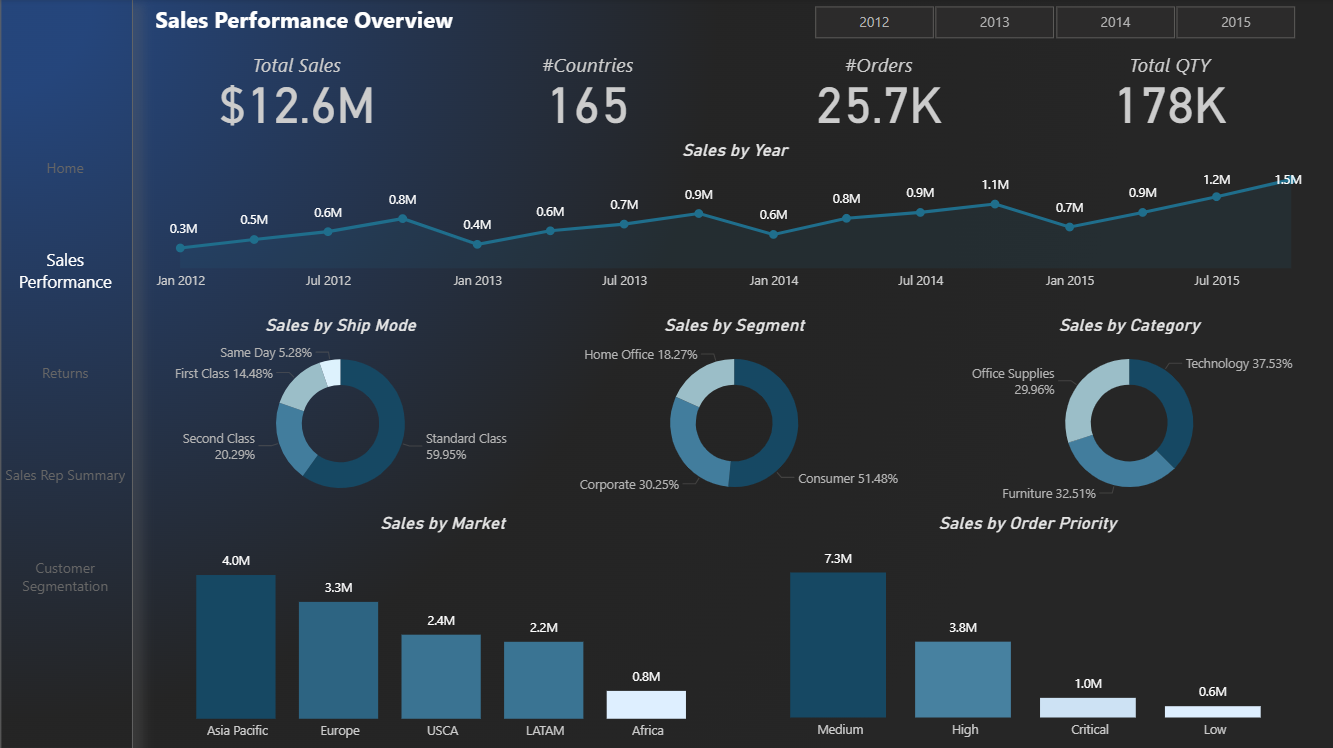 Sales Performance Overview
2012
2013
2014
2015
Home
Sales
Performance
Returns
Sales Rep Summary
Customer
Segmentation
Total Sales
$12.6M
#Countries
165
#Orders
25.7K
Total QTY
178K
Sales by Year
0.3M
0.5M
0.6M
0.8M
0.4M
0.6M
0.7M
0.9M
0.6M
0.8M
0.9M
1.1M
0.7M
0.9M
1.2M
1.5M
Jan 2012
Jul 2012
Jan 2013
Jul 2013
Jan 2014
Jul 2014
Jan 2015
Jul 2015
Sales by Ship Mode
Same Day 5.28%
First Class 14.48%
Second Class
20.29%
Standard Class
59.95%
Sales by Segment
Home Office 18.27%
Corporate 30.25%
Consumer 51.48%
Sales by Category
Technology 37.53%
Office Supplies
29.96%
Furniture 32.51%
Sales by Market
4.0M
3.3M
2.4M
2.2M
0.8M
Asia Pacific
Europe
USCA
LATAM
Africa
Sales by Order Priority
7.3M
3.8M
1.0M
0.6M
Medium
High
Critical
Low